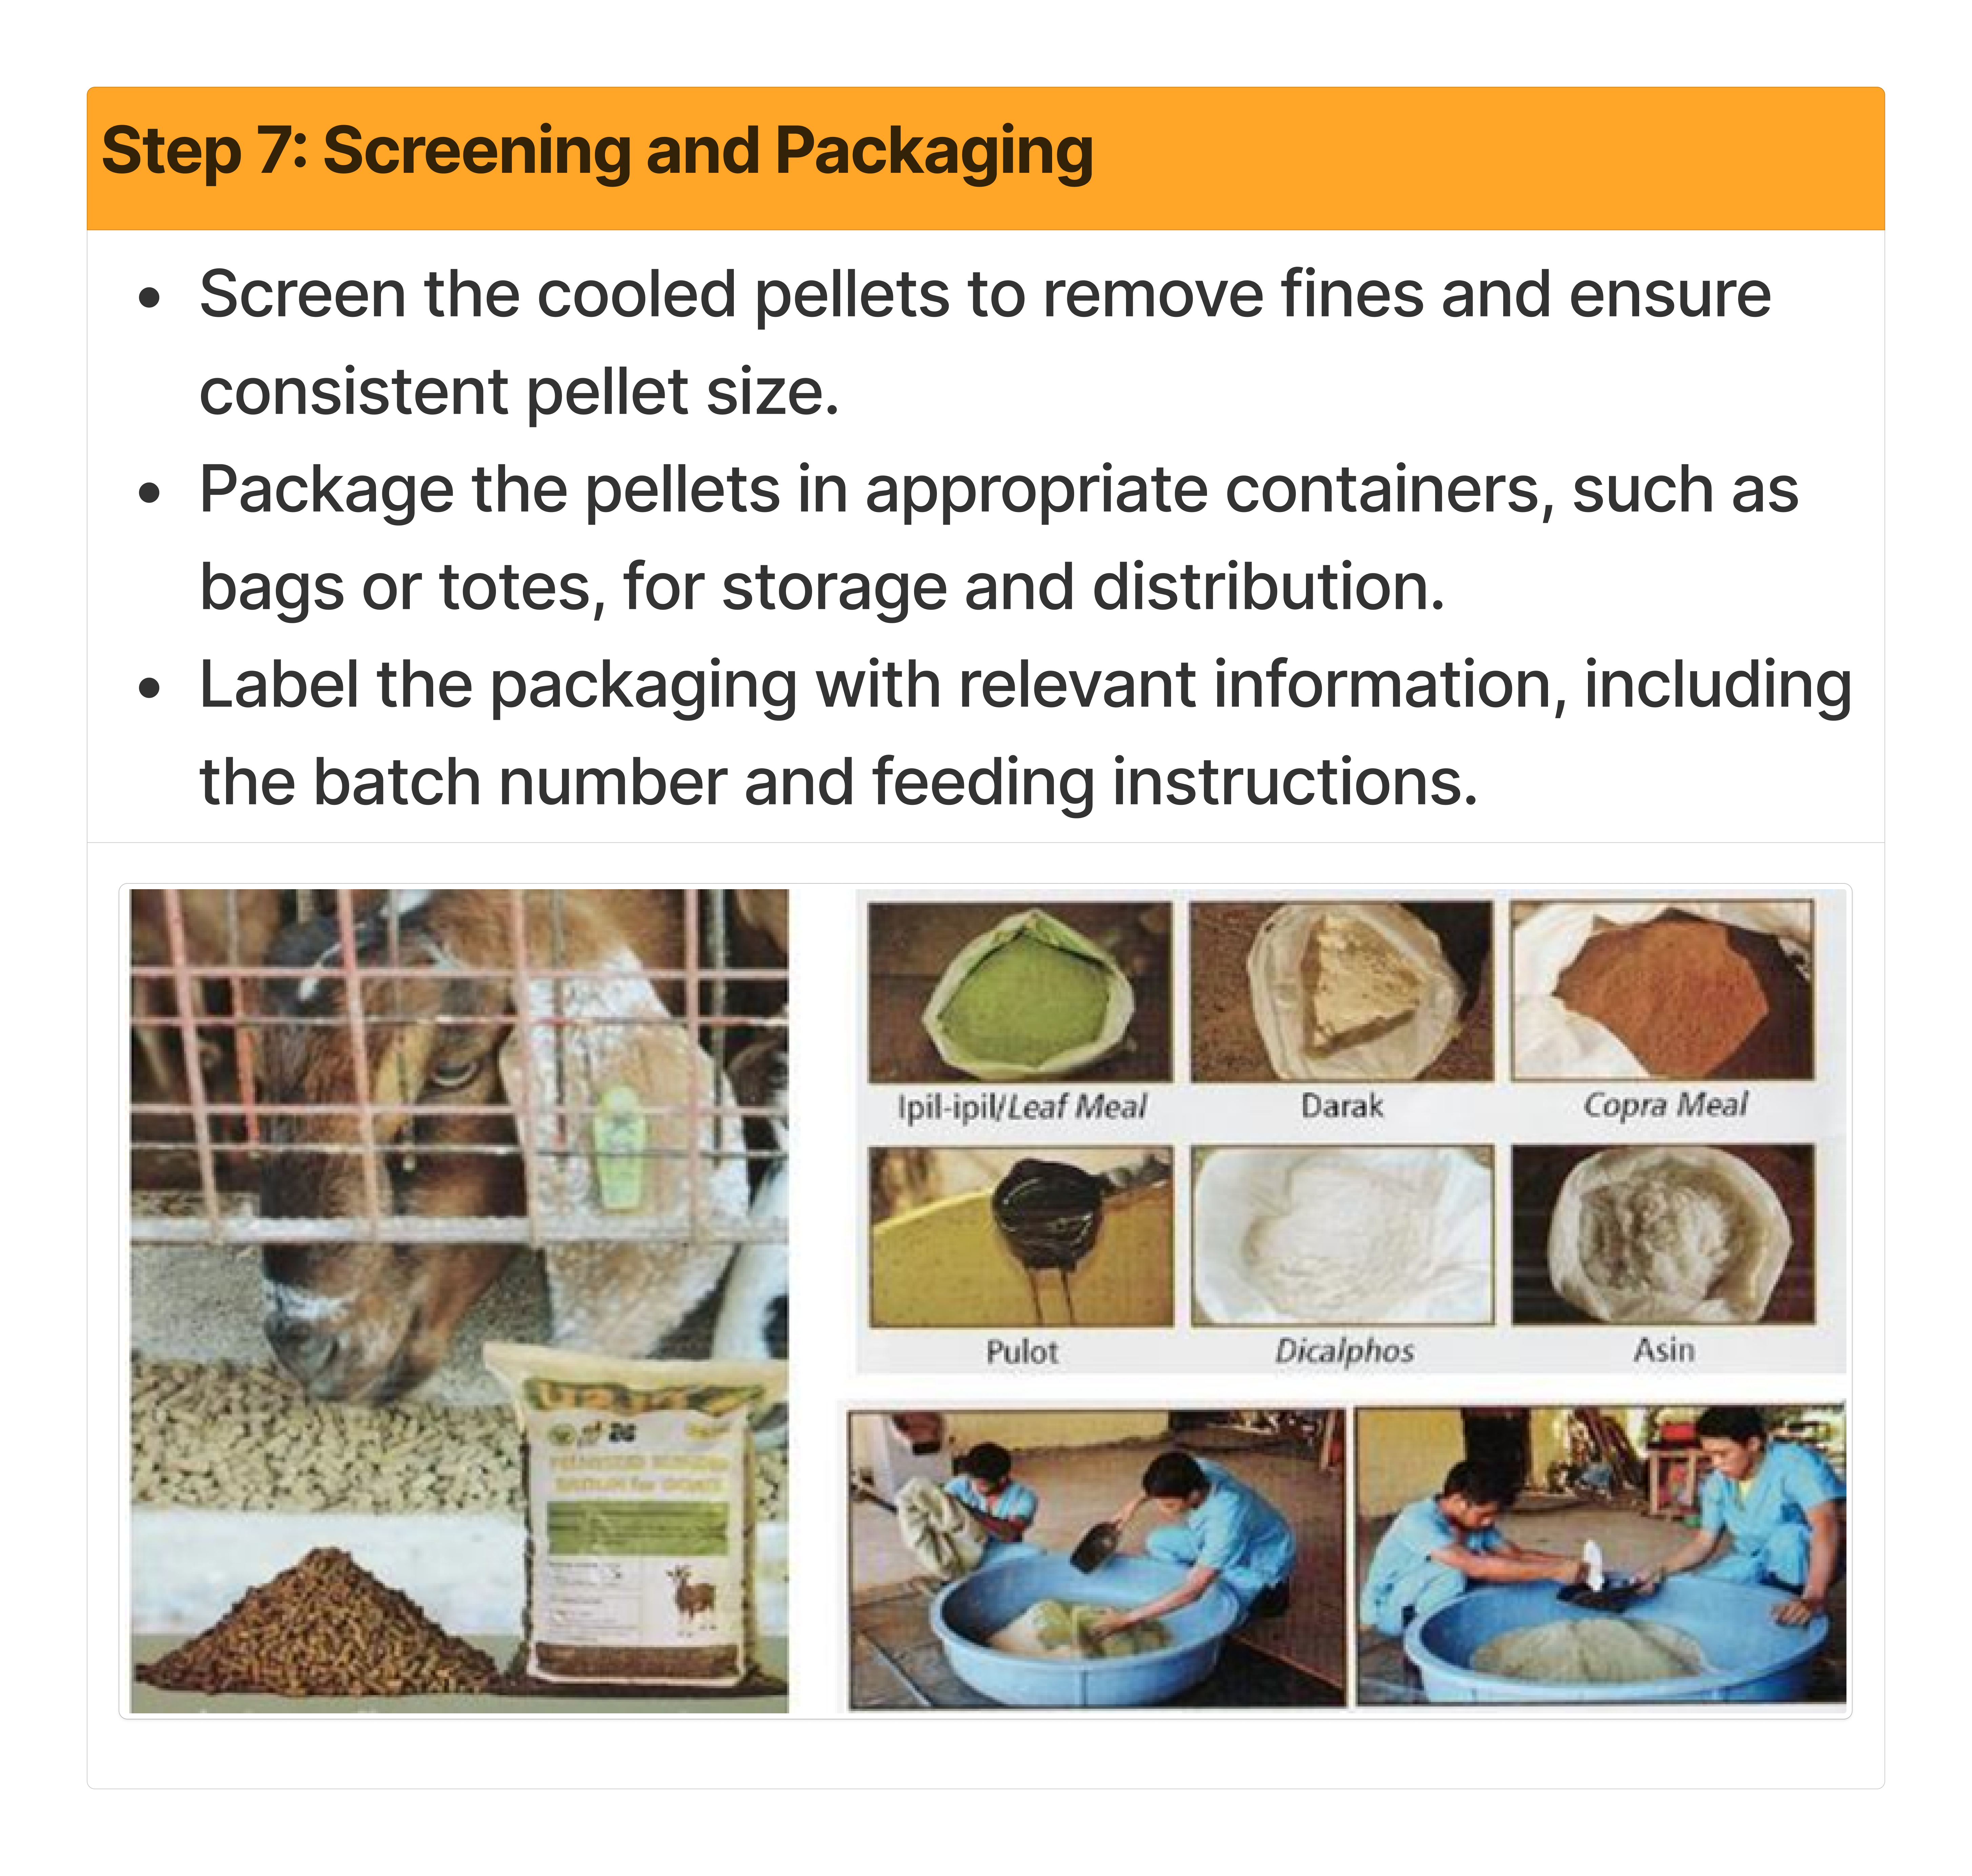 Step 7: Screening and Packaging
• Screen the cooled pellets to remove fines and ensure
consistent pellet size.
• Package the pellets in appropriate containers, such as
bags or totes, for storage and distribution.
• Label the packaging with relevant information, including
the batch number and feeding instructions.
Ipil-ipil/Leaf Meal
Darak
Copra Meal
Pulot
Dicalphos
Asin
for GOATS